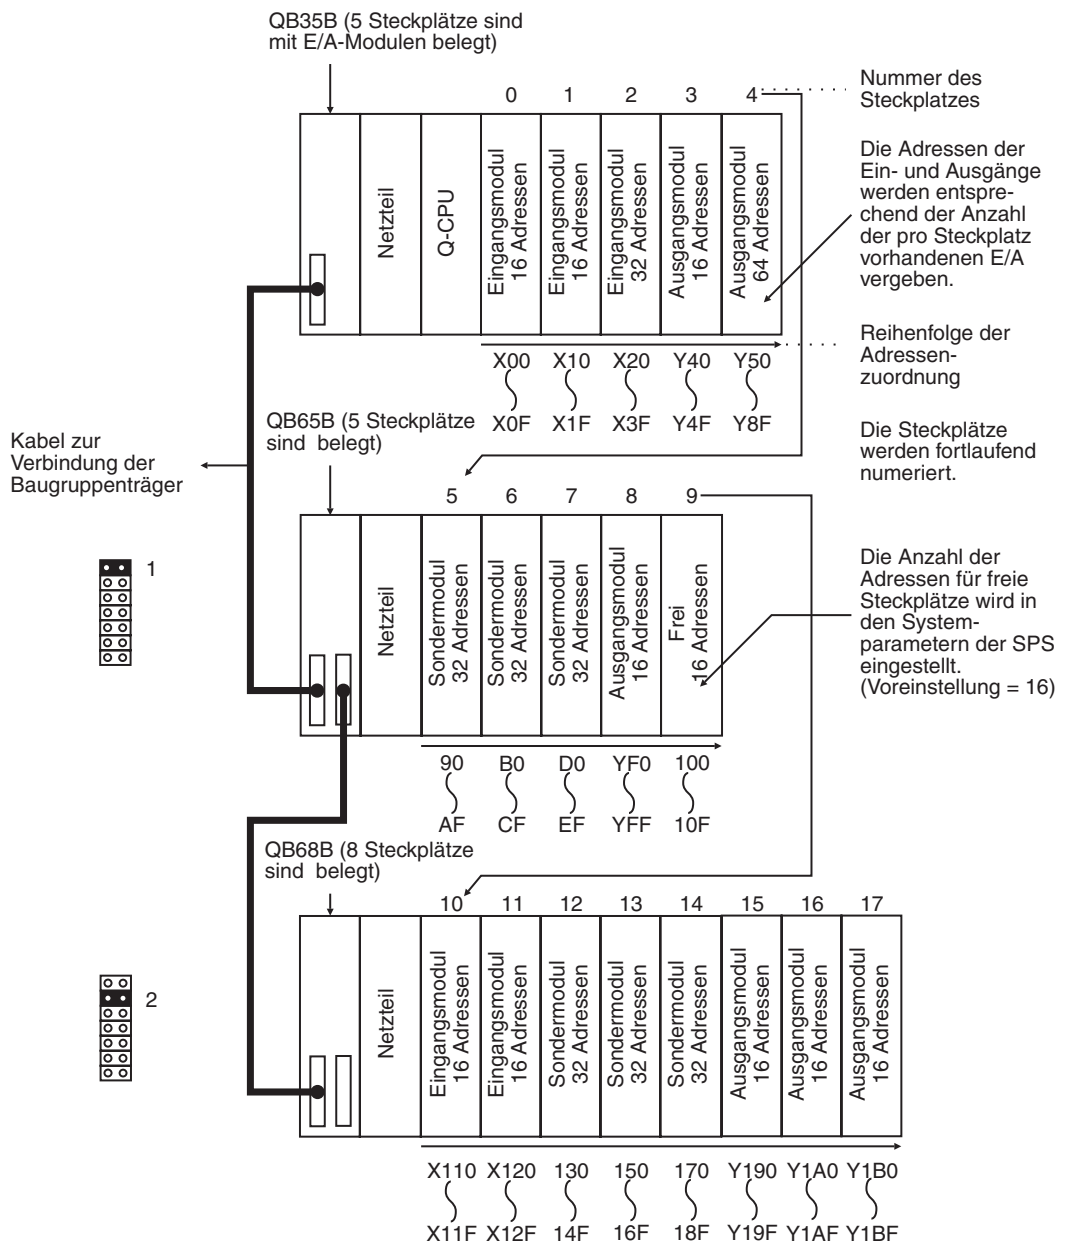 QB35B (5 Steckplätze sind
mit E/A-Modulen belegt)
0 1 2 3 4
Nummer des
Steckplatzes
Netzteil
Q-CPU
Eingangsmodul
16 Adressen
Eingangsmodul
16 Adressen
Eingangsmodul
32 Adressen
Ausgangsmodul
16 Adressen
Ausgangsmodul
64 Adressen
Die Adressen der
Ein- und Ausgänge
werden entspre-
chend der Anzahl
der pro Steckplatz
vorhandenen E/A
vergeben.
Reihenfolge der
Adressen-
zuordnung
X00 X10 X20 Y40 Y50
X0F X1F X3F Y4F Y8F
Die Steckplätze
werden fortlaufend
numeriert.
Kabel zur
Verbindung der
Baugruppenträger
QB65B (5 Steckplätze
sind belegt)
5 6 7 8 9
1
Netzteil
Sondermodul
32 Adressen
Sondermodul
32 Adressen
Sondermodul
32 Adressen
Ausgangsmodul
16 Adressen
Frei
16 Adressen
Die Anzahl der
Adressen für freie
Steckplätze wird in
den System-
parametern der SPS
eingestellt.
(Voreinstellung = 16)
90 B0 D0 YF0 100
AF CF EF YFF 10F
QB68B (8 Steckplätze
sind belegt)
10 11 12 13 14 15 16 17
2
Netzteil
Eingangsmodul
16 Adressen
Eingangsmodul
16 Adressen
Sondermodul
32 Adressen
Sondermodul
32 Adressen
Sondermodul
32 Adressen
Ausgangsmodul
16 Adressen
Ausgangsmodul
16 Adressen
Ausgangsmodul
16 Adressen
X110 X120 130 150 170 Y190 Y1A0 Y1B0
X11F X12F 14F 16F 18F Y19F Y1AF Y1BF